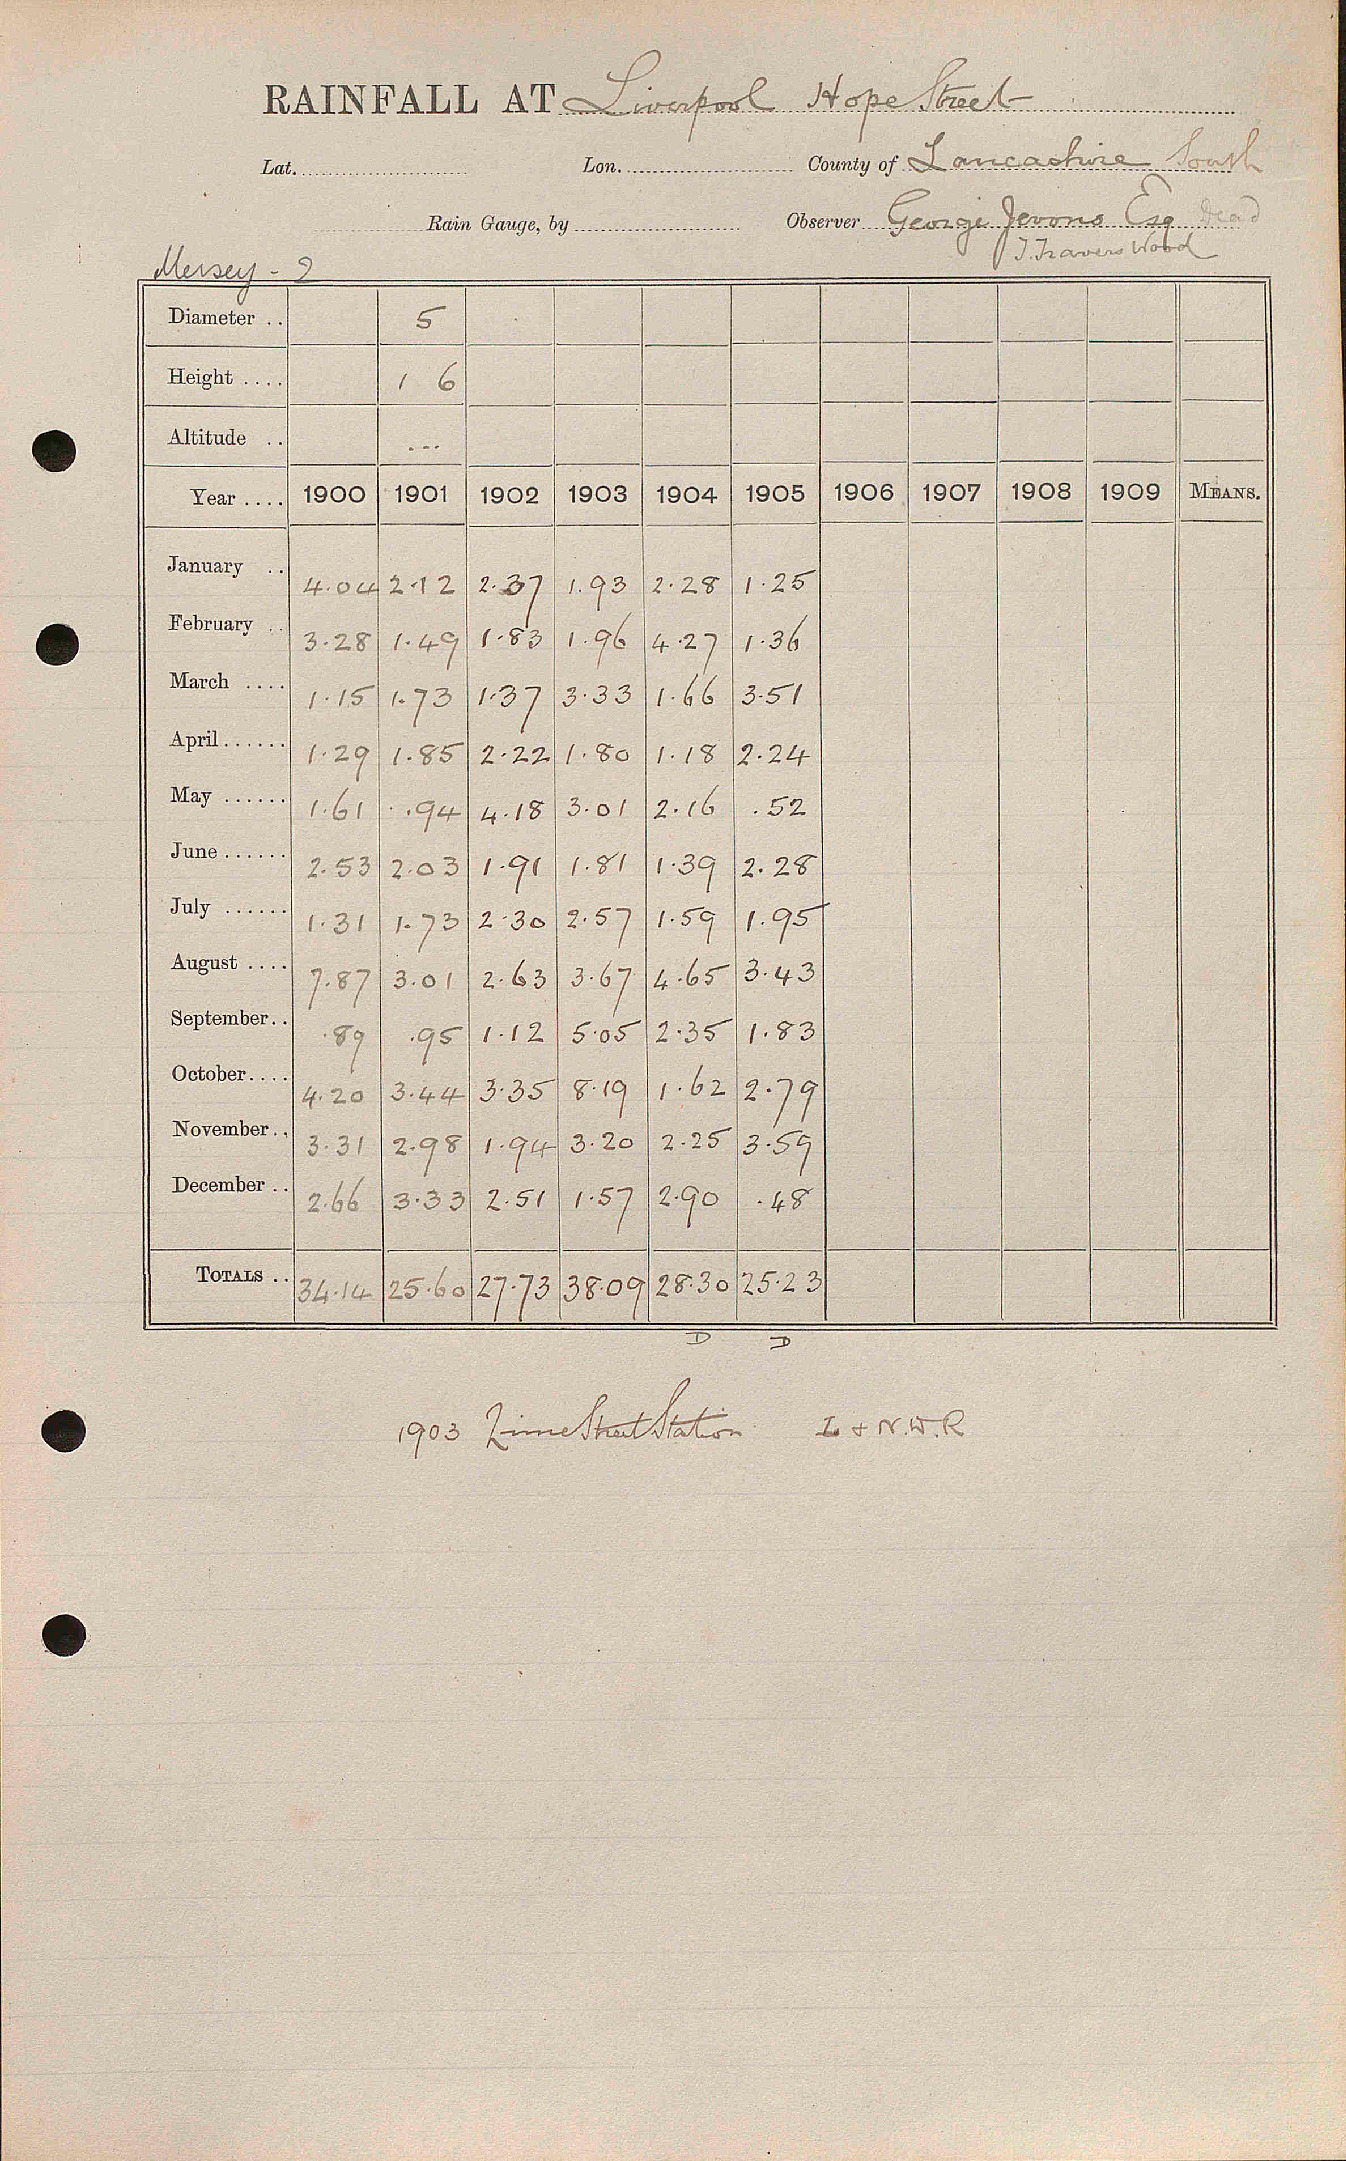 RAINFALL AT Liverpool Hope Street
Lat. Lon. County of Lancashire South
Rain Gauge, by Observer George Jevons Esq Dead
J. Travers Wood
Mersey - 2
Diameter .. 5
Height .... 1 6
Altitude .. ...
Year .... 1900 1901 1902 1903 1904 1905 1906 1907 1908 1909 MEANS.
January .. 4.04 2.12 2.37 1.93 2.28 1.25
February .. 3.28 1.49 1.83 1.96 4.27 1.36
March .... 1.15 1.73 1.37 3.33 1.66 3.51
April...... 1.29 1.85 2.22 1.80 1.18 2.24
May ...... 1.61 .94 4.18 3.01 2.16 .52
June...... 2.53 2.03 1.91 1.81 1.39 2.28
July ...... 1.31 1.73 2.30 2.57 1.59 1.95
August .... 7.87 3.01 2.63 3.67 4.65 3.43
September.. .89 .95 1.12 5.05 2.35 1.83
October.... 4.20 3.44 3.35 8.19 1.62 2.79
November.. 3.31 2.98 1.94 3.20 2.25 3.59
December .. 2.66 3.33 2.51 1.57 2.90 .48
TOTALS .. 34.14 25.60 27.73 38.09 28.30 25.23
D D
1903 Lime Street Station L & N.W.R